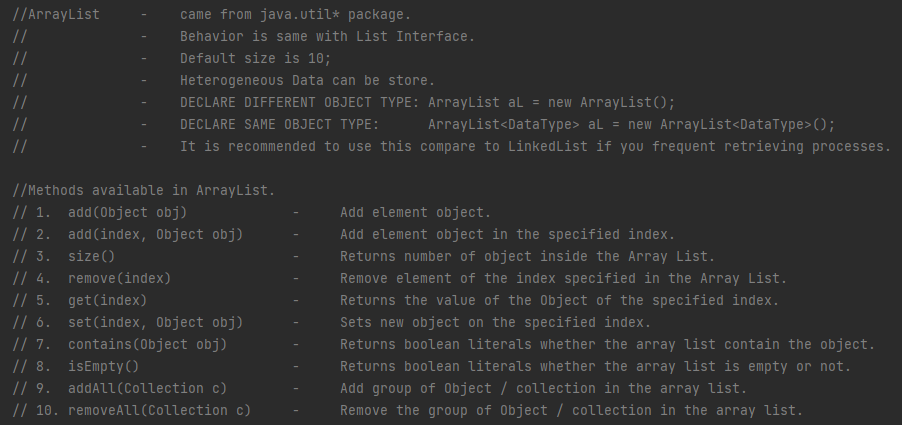 //ArrayList - came from java.util* package.
// - Behavior is same with List Interface.
// - Default size is 10;
// - Heterogeneous Data can be store.
// - DECLARE DIFFERENT OBJECT TYPE: ArrayList aL = new ArrayList();
// - DECLARE SAME OBJECT TYPE: ArrayList<DataType> aL = new ArrayList<DataType>();
// - It is recommended to use this compare to LinkedList if you frequent retrieving processes.
//Methods available in ArrayList.
// 1. add(Object obj) - Add element object.
// 2. add(index, Object obj) - Add element object in the specified index.
// 3. size() - Returns number of object inside the Array List.
// 4. remove(index) - Remove element of the index specified in the Array List.
// 5. get(index) - Returns the value of the Object of the specified index.
// 6. set(index, Object obj) - Sets new object on the specified index.
// 7. contains(Object obj) - Returns boolean literals whether the array list contain the object.
// 8. isEmpty() - Returns boolean literals whether the array list is empty or not.
// 9. addAll(Collection c) - Add group of Object / collection in the array list.
// 10. removeAll(Collection c) - Remove the group of Object / collection in the array list.